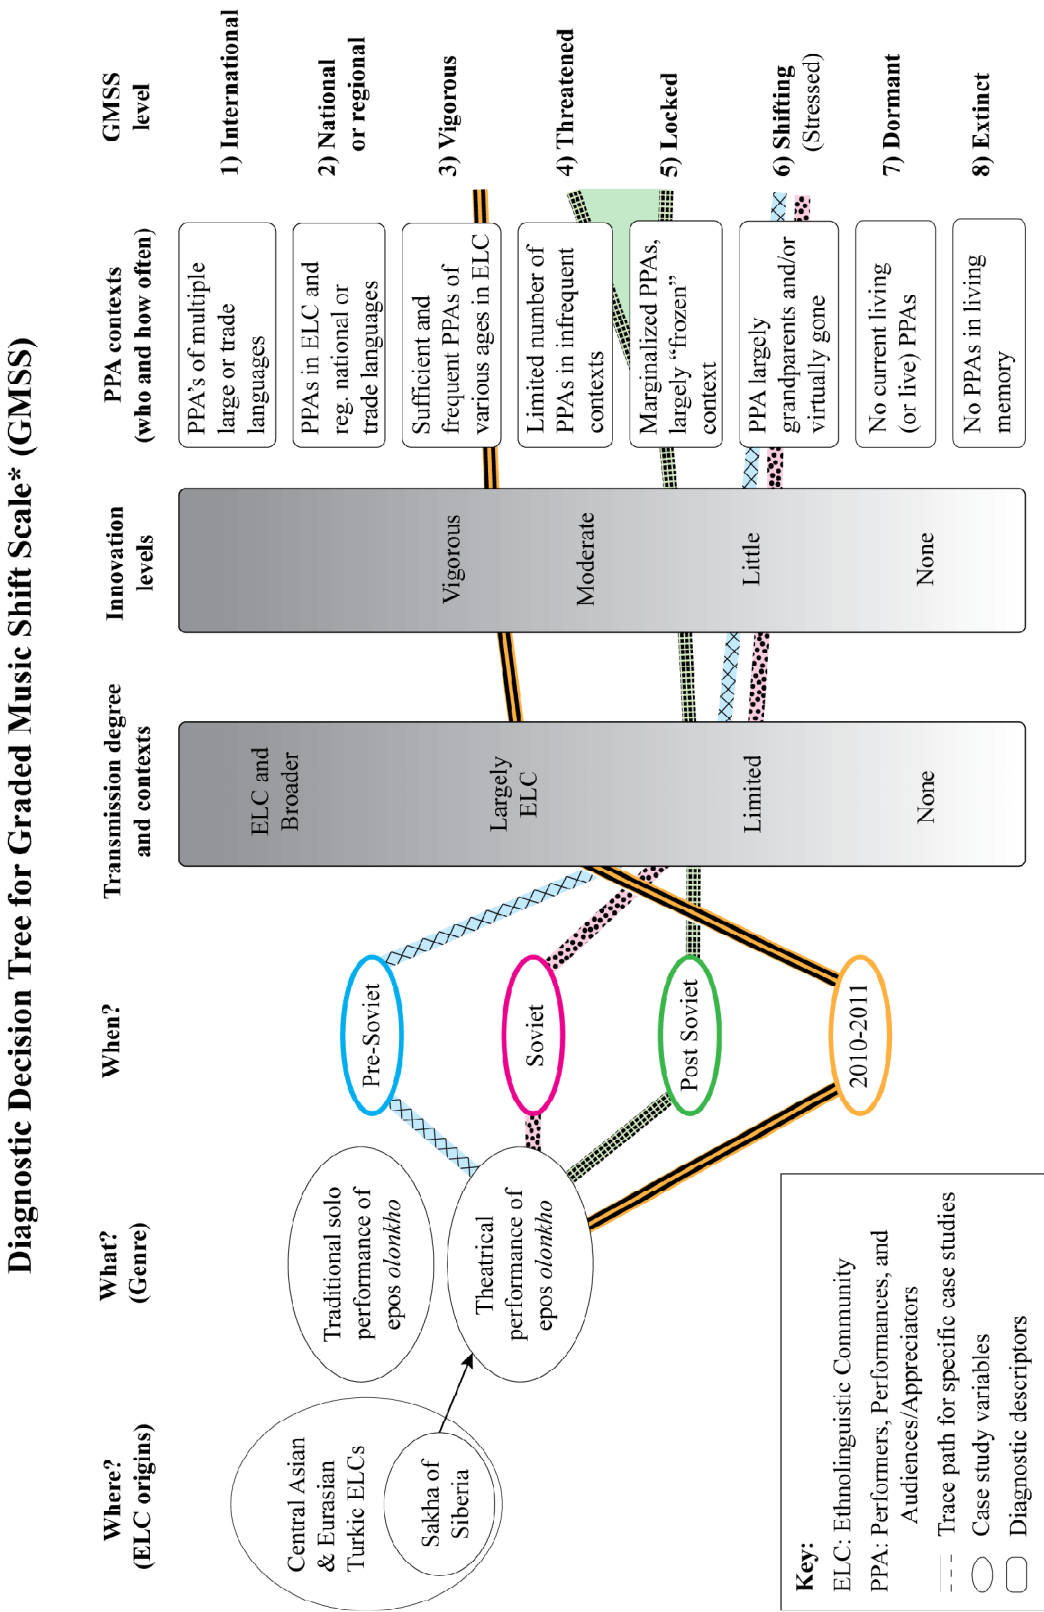 Diagnostic Decision Tree for Graded Music Shift Scale* (GMSS)
Where?
(ELC origins)
What?
(Genre)
When?
Transmission degree
and contexts
Innovation
levels
PPA contexts
(who and how often)
GMSS
level
Central Asian
& Eurasian
Turkic ELCs
Sakha of
Siberia
Traditional solo
performance of
epos olonkho
Theatrical
performance of
epos olonkho
Pre-Soviet
Soviet
Post Soviet
2010-2011
ELC and
Broader
Largely
ELC
Limited
None
Vigorous
Moderate
Little
None
PPA's of multiple
large or trade
languages
PPAs in ELC and
reg. national or
trade languages
Sufficient and
frequent PPAs of
various ages in ELC
Limited number of
PPAs in infrequent
contexts
Marginalized PPAs,
largely “frozen”
context
PPA largely
grandparents and/or
virtually gone
No current living
(or live) PPAs
No PPAs in living
memory
1) International
2) National
or regional
3) Vigorous
4) Threatened
5) Locked
6) Shifting
(Stressed)
7) Dormant
8) Extinct
Key:
ELC: Ethnolinguistic Community
PPA: Performers, Performances, and
Audiences/Appreciators
Trace path for specific case studies
Case study variables
Diagnostic descriptors